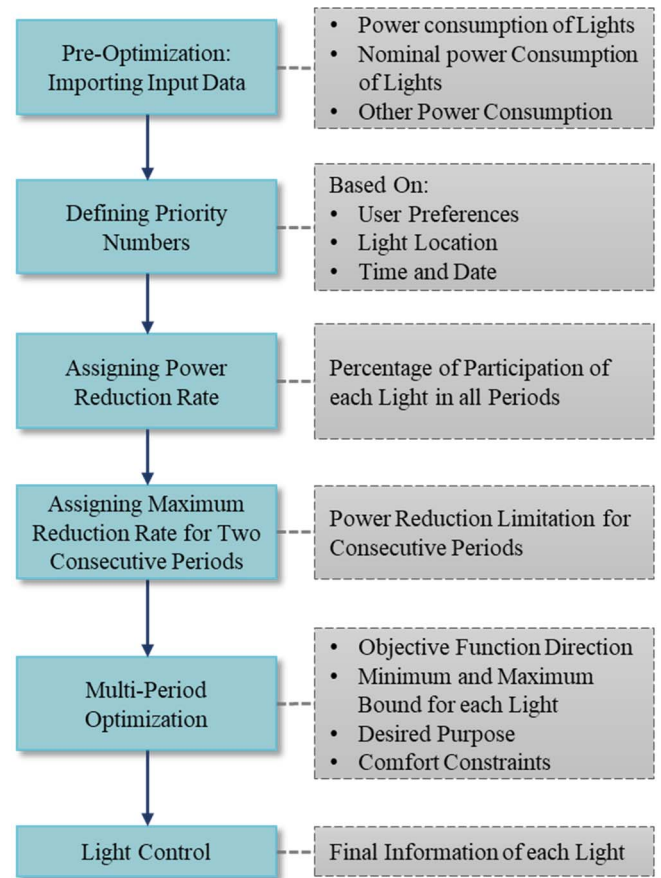 Pre-Optimization:
Importing Input Data
• Power consumption of Lights
• Nominal power Consumption
of Lights
• Other Power Consumption
Defining Priority
Numbers
Based On:
• User Preferences
• Light Location
• Time and Date
Assigning Power
Reduction Rate
Percentage of Participation of
each Light in all Periods
Assigning Maximum
Reduction Rate for Two
Consecutive Periods
Power Reduction Limitation for
Consecutive Periods
Multi-Period
Optimization
• Objective Function Direction
• Minimum and Maximum
Bound for each Light
• Desired Purpose
• Comfort Constraints
Light Control
Final Information of each Light